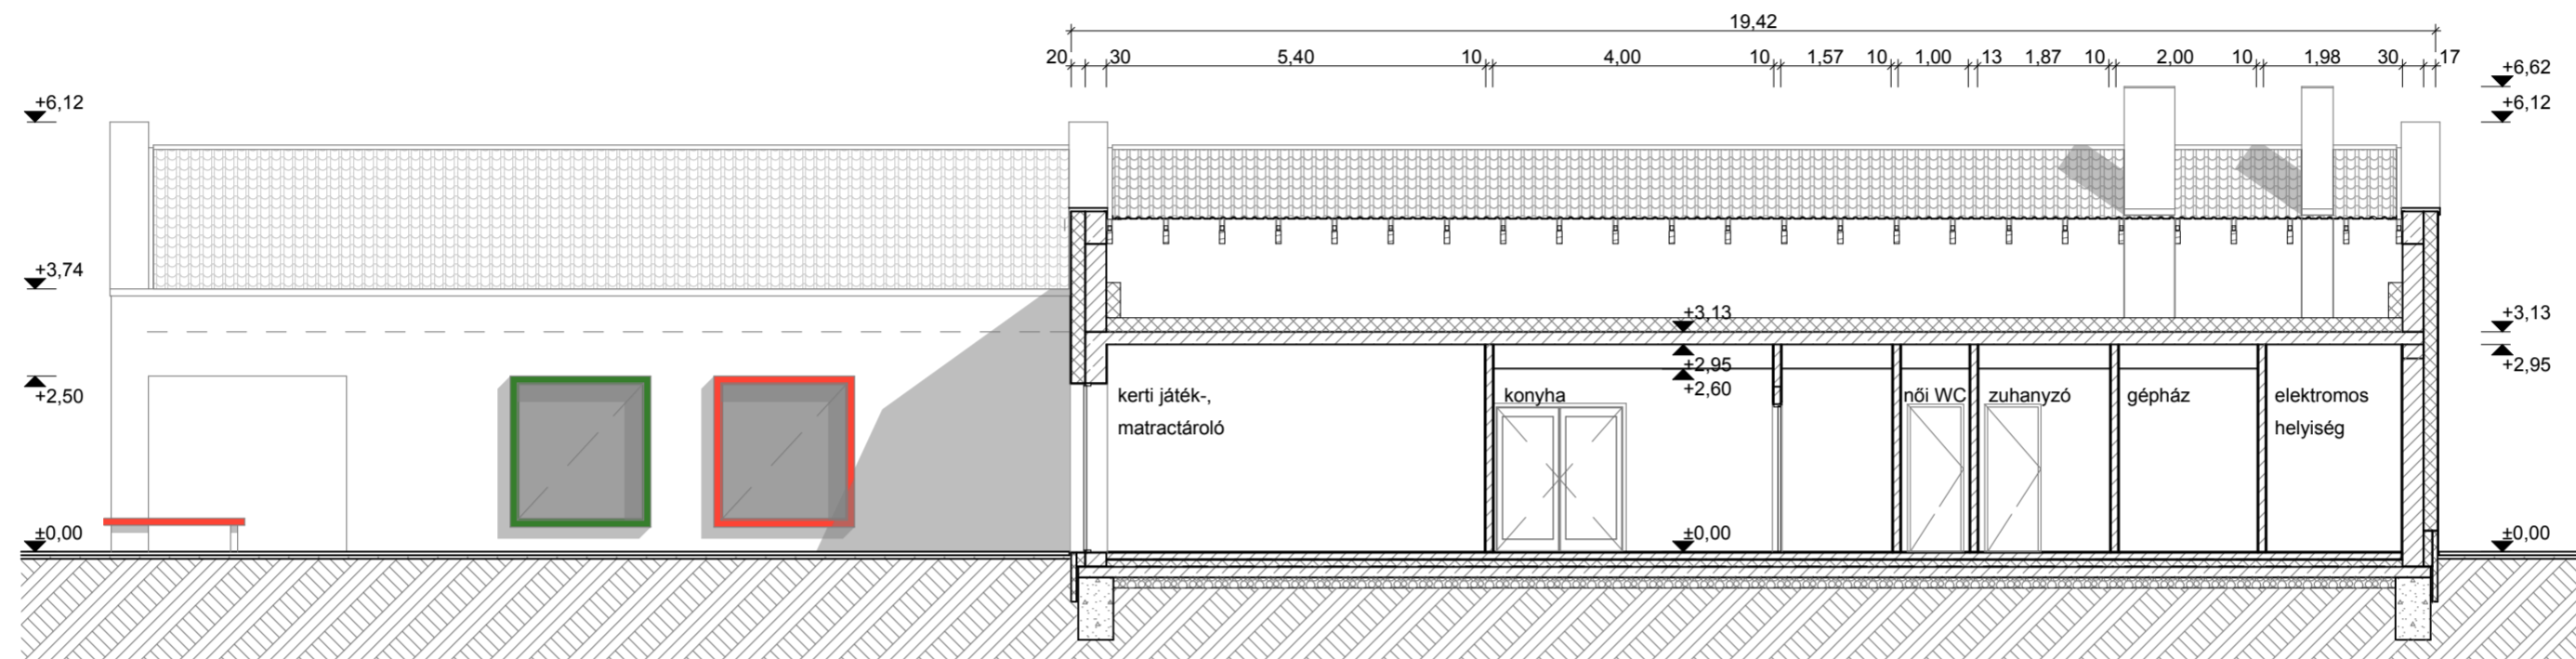 19,42
20 30 5,40 10 4,00 10 1,57 10 1,00 13 1,87 10 2,00 10 1,98 30 17
+6,62
+6,12 +6,12
+3,74
+3,13 +3,13
+2,95 +2,95
+2,60
+2,50
kerti játék-,
matractároló
konyha
női WC
zuhanyzó
gépház
elektromos
helyiség
±0,00 ±0,00 ±0,00